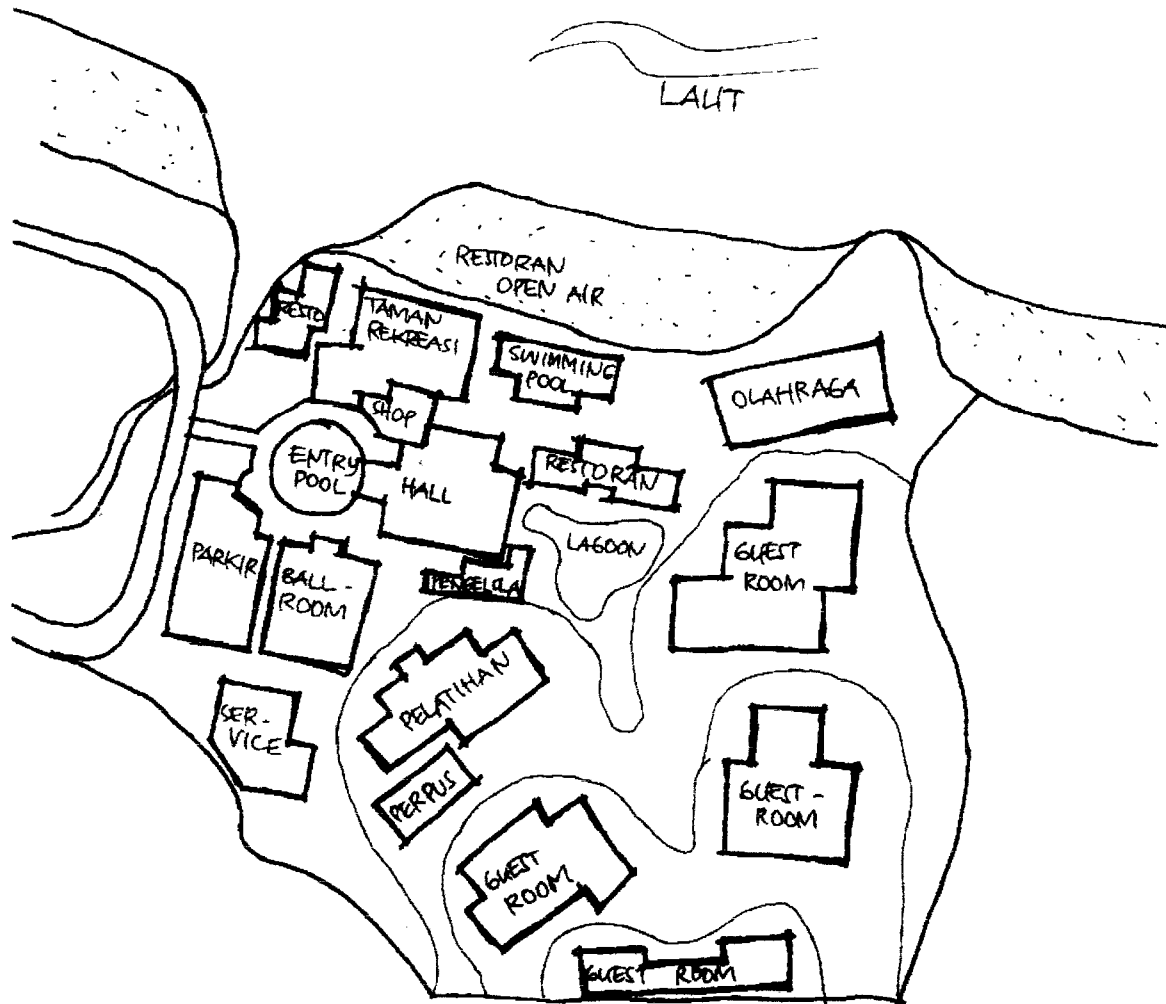 LAUT
RESTORAN
OPEN AIR
RESTO
TAMAN
REKREASI
SWIMMING
POOL
OLAHRAGA
SHOP
ENTRY
POOL
HALL
RESTORAN
LAGOON
GUEST
ROOM
PARKIR
BALL-
ROOM
PENGELOLA
PELATIHAN
SER-
VICE
PERPUS
GUEST-
ROOM
GUEST
ROOM
GUEST ROOM